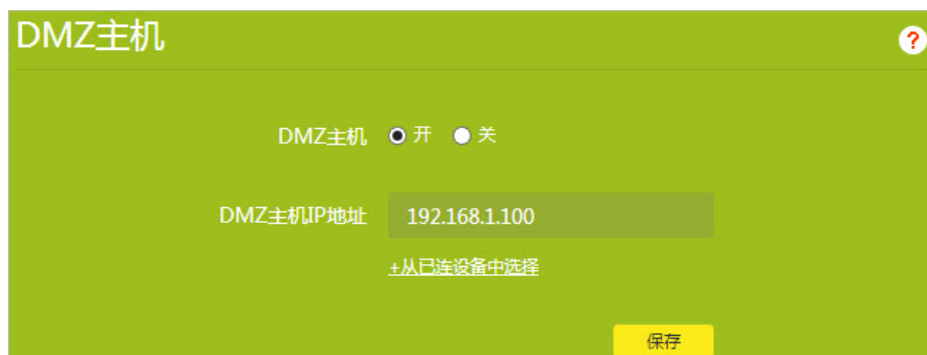 DMZ主机
?
DMZ主机 开 关
DMZ主机IP地址 192.168.1.100
+从已连设备中选择
保存